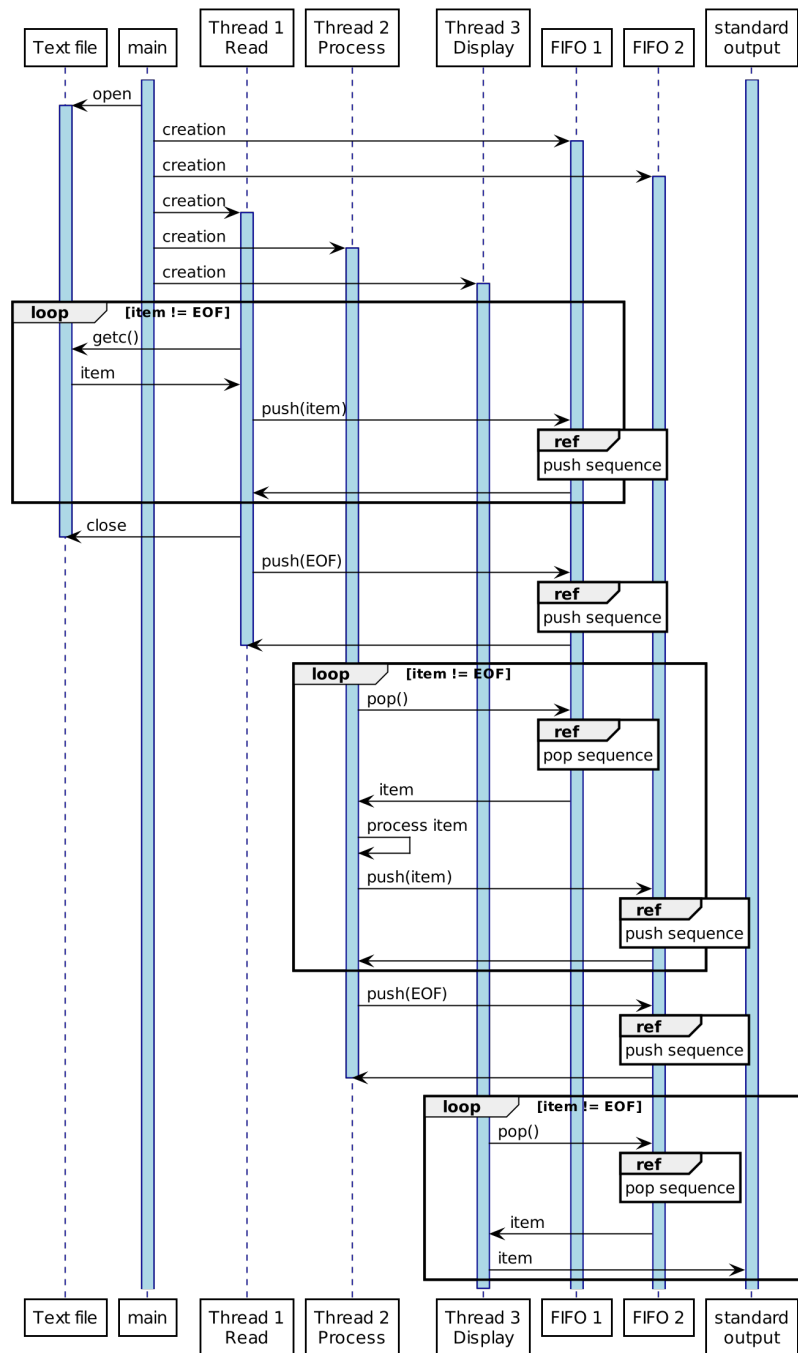 Text file
main
Thread 1
Read
Thread 2
Process
Thread 3
Display
FIFO 1
FIFO 2
standard
output
open
creation
creation
creation
creation
creation
loop [item != EOF]
getc()
item
push(item)
ref
push sequence
close
push(EOF)
ref
push sequence
loop [item != EOF]
pop()
ref
pop sequence
item
process item
push(item)
ref
push sequence
push(EOF)
ref
push sequence
loop [item != EOF]
pop()
ref
pop sequence
item
item
Text file
main
Thread 1
Read
Thread 2
Process
Thread 3
Display
FIFO 1
FIFO 2
standard
output